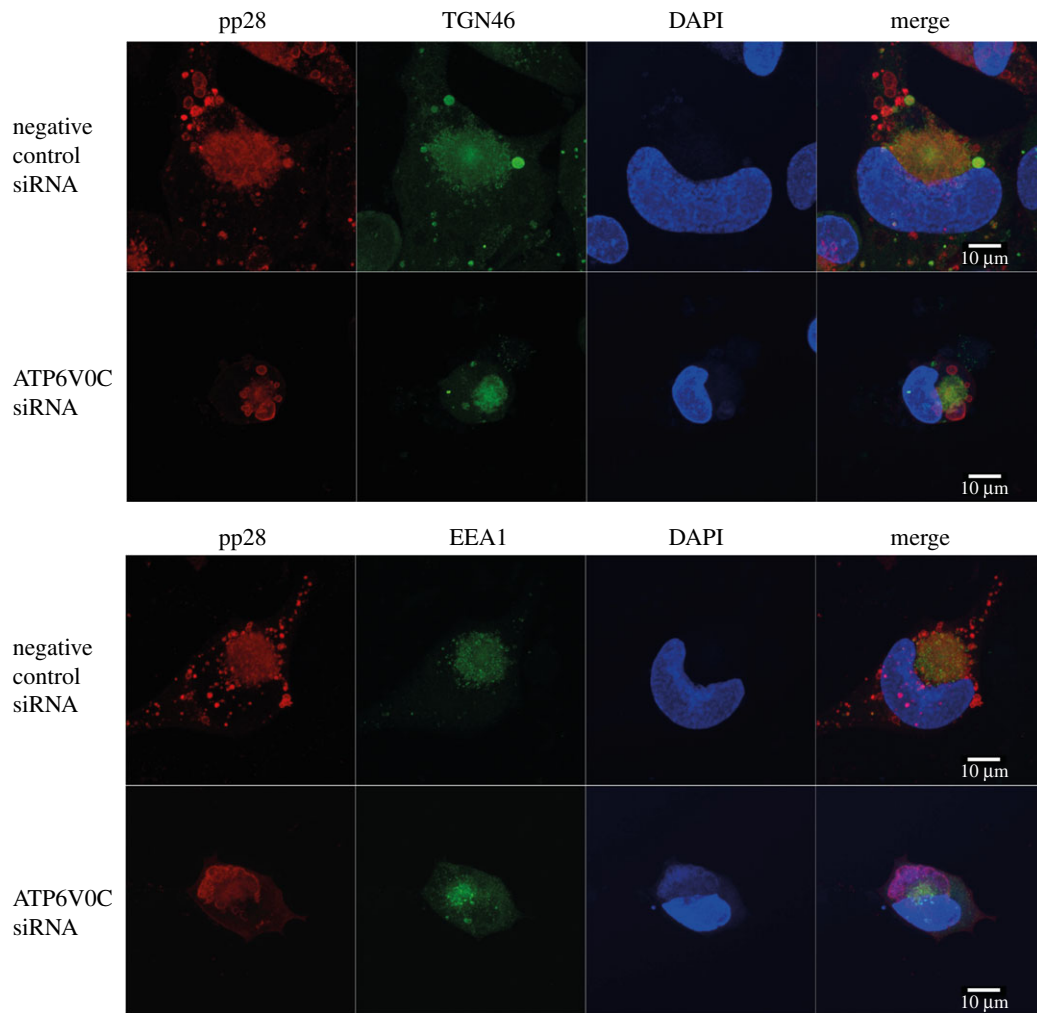 pp28 TGN46 DAPI merge
negative
control
siRNA
10 µm
ATP6V0C
siRNA
10 µm
pp28 EEA1 DAPI merge
negative
control
siRNA
10 µm
ATP6V0C
siRNA
10 µm